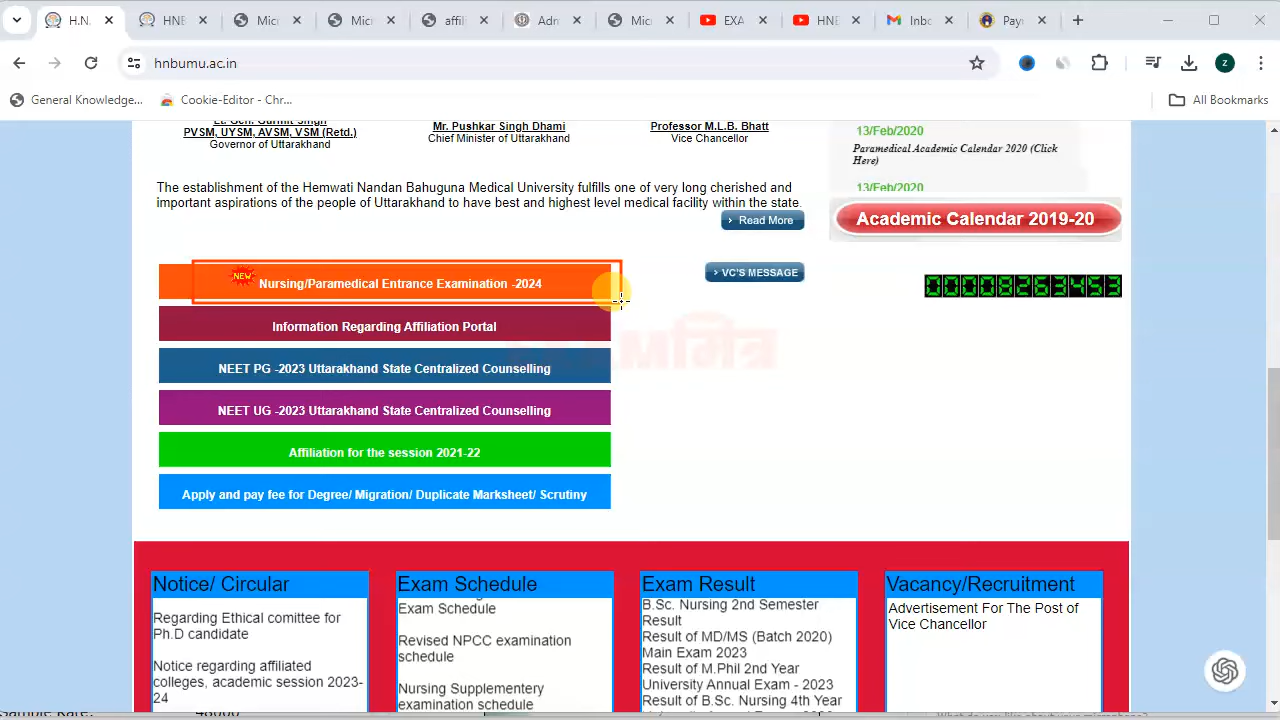 H.N.
HNE
Micr
Micr
affil
Adm
Mic
EXA
HNE
Inbo
Payr
hnbumu.ac.in
General Knowledge...
Cookie-Editor - Chr...
All Bookmarks
Lt. Gen. Gurmit Singh
PVSM, UYSM, AVSM, VSM (Retd.)
Governor of Uttarakhand
Mr. Pushkar Singh Dhami
Chief Minister of Uttarakhand
Professor M.L.B. Bhatt
Vice Chancellor
13/Feb/2020
Paramedical Academic Calendar 2020 (Click
Here)
13/Feb/2020
The establishment of the Hemwati Nandan Bahuguna Medical University fulfills one of very long cherished and
important aspirations of the people of Uttarakhand to have best and highest level medical facility within the state.
Read More
Academic Calendar 2019-20
NEW Nursing/Paramedical Entrance Examination -2024
VC'S MESSAGE
00008263453
Information Regarding Affiliation Portal
EXAMमित्र
NEET PG -2023 Uttarakhand State Centralized Counselling
NEET UG -2023 Uttarakhand State Centralized Counselling
Affiliation for the session 2021-22
Apply and pay fee for Degree/ Migration/ Duplicate Marksheet/ Scrutiny
Notice/ Circular
Regarding Ethical comittee for
Ph.D candidate
Notice regarding affiliated
colleges, academic session 2023-
24
Exam Schedule
Exam Schedule
Revised NPCC examination
schedule
Nursing Supplementery
examination schedule
Exam Result
B.Sc. Nursing 2nd Semester
Result
Result of MD/MS (Batch 2020)
Main Exam 2023
Result of M.Phil 2nd Year
University Annual Exam - 2023
Result of B.Sc. Nursing 4th Year
Vacancy/Recruitment
Advertisement For The Post of
Vice Chancellor